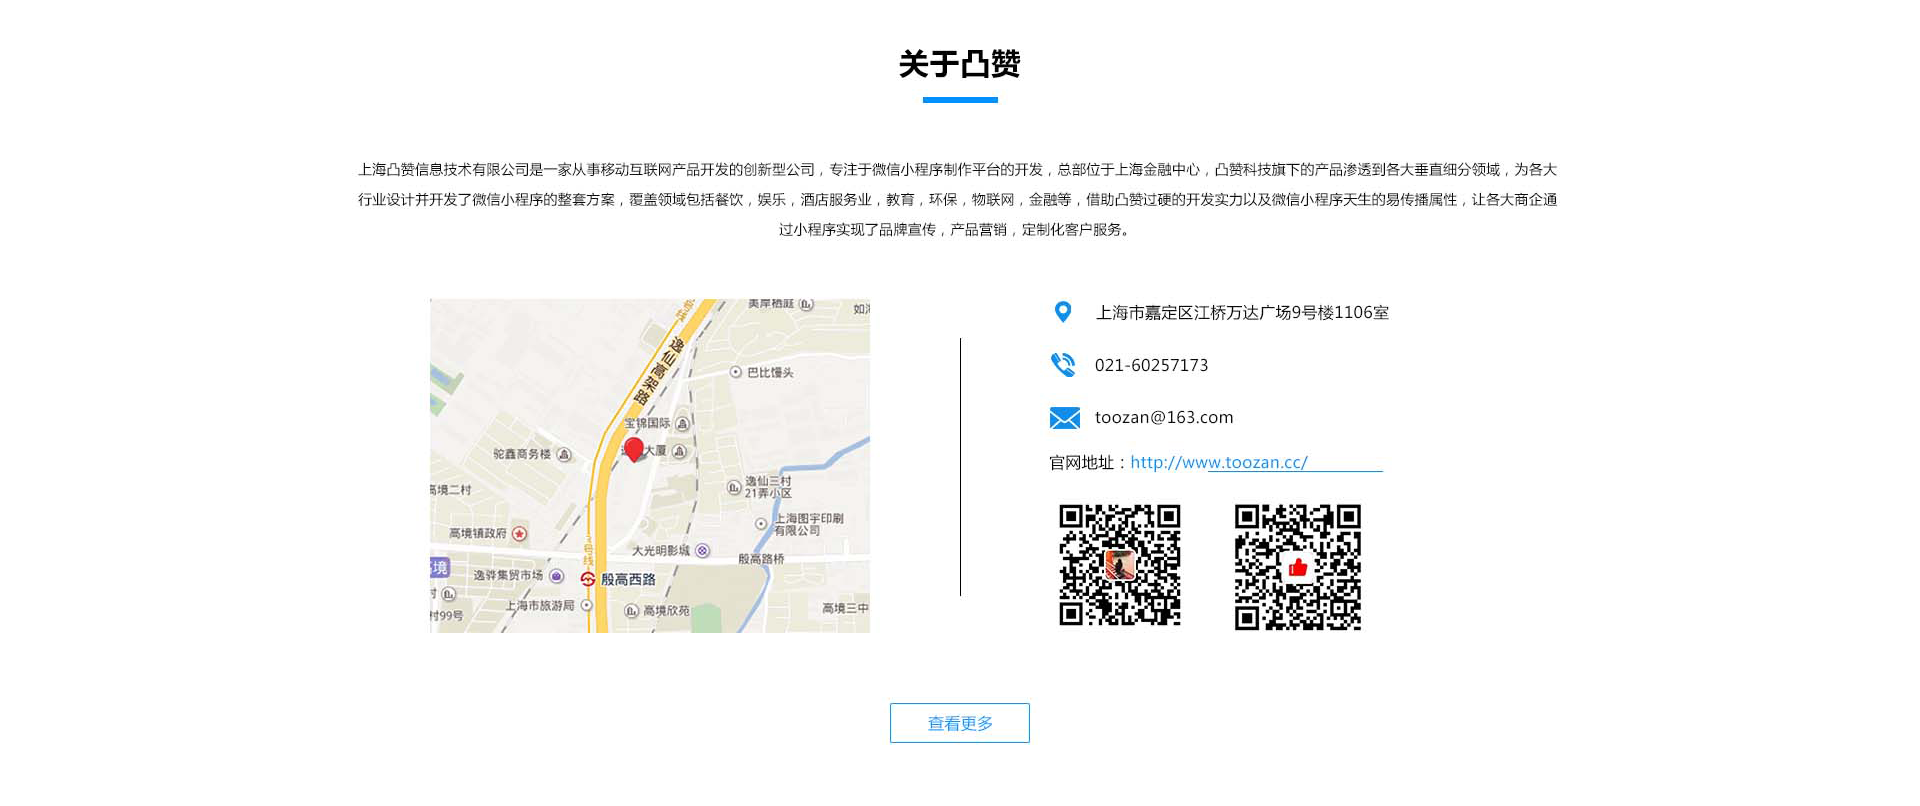 关于凸赞
上海凸赞信息技术有限公司是一家从事移动互联网产品开发的创新型公司，专注于微信小程序制作平台的开发，总部位于上海金融中心，凸赞科技旗下的产品渗透到各大垂直细分领域，为各大
行业设计并开发了微信小程序的整套方案，覆盖领域包括餐饮，娱乐，酒店服务业，教育，环保，物联网，金融等，借助凸赞过硬的开发实力以及微信小程序天生的易传播属性，让各大商企通
过小程序实现了品牌宣传，产品营销，定制化客户服务。
美岸栖庭
如海
逸仙高架路
巴比馒头
宝锦国际
大厦
驼鑫商务楼
逸仙三村
21弄小区
高境二村
上海图宇印刷
有限公司
高境镇政府
3号线
大光明影城
殷高路桥
境
逸骅集贸市场
殷高西路
村
上海市旅游局
高境欣苑
高境三中
村99号
上海市嘉定区江桥万达广场9号楼1106室
021-60257173
toozan@163.com
官网地址：http://www.toozan.cc/
查看更多